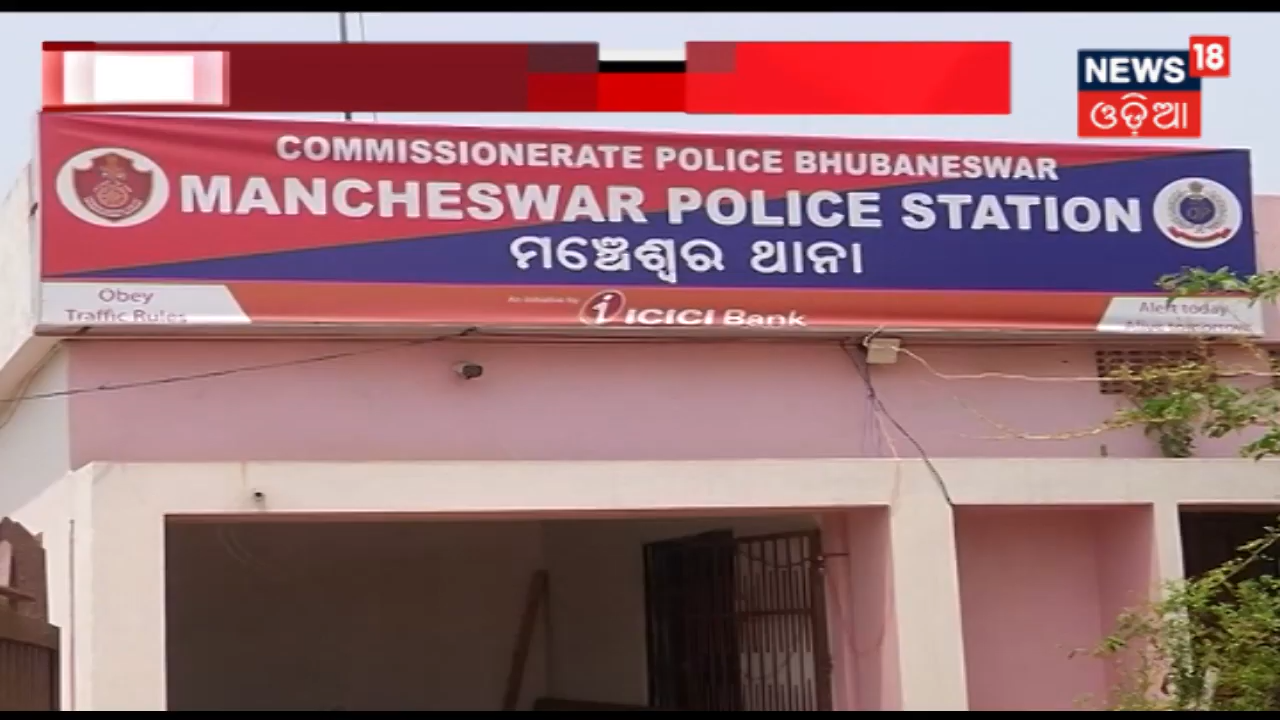 NEWS 18
ଓଡ଼ିଆ
COMMISSIONERATE POLICE BHUBANESWAR
MANCHESWAR POLICE STATION
ମଞ୍ଚେଶ୍ୱର ଥାନା
Obey
Traffic Rules
An initiative by ICICI Bank
Alert today